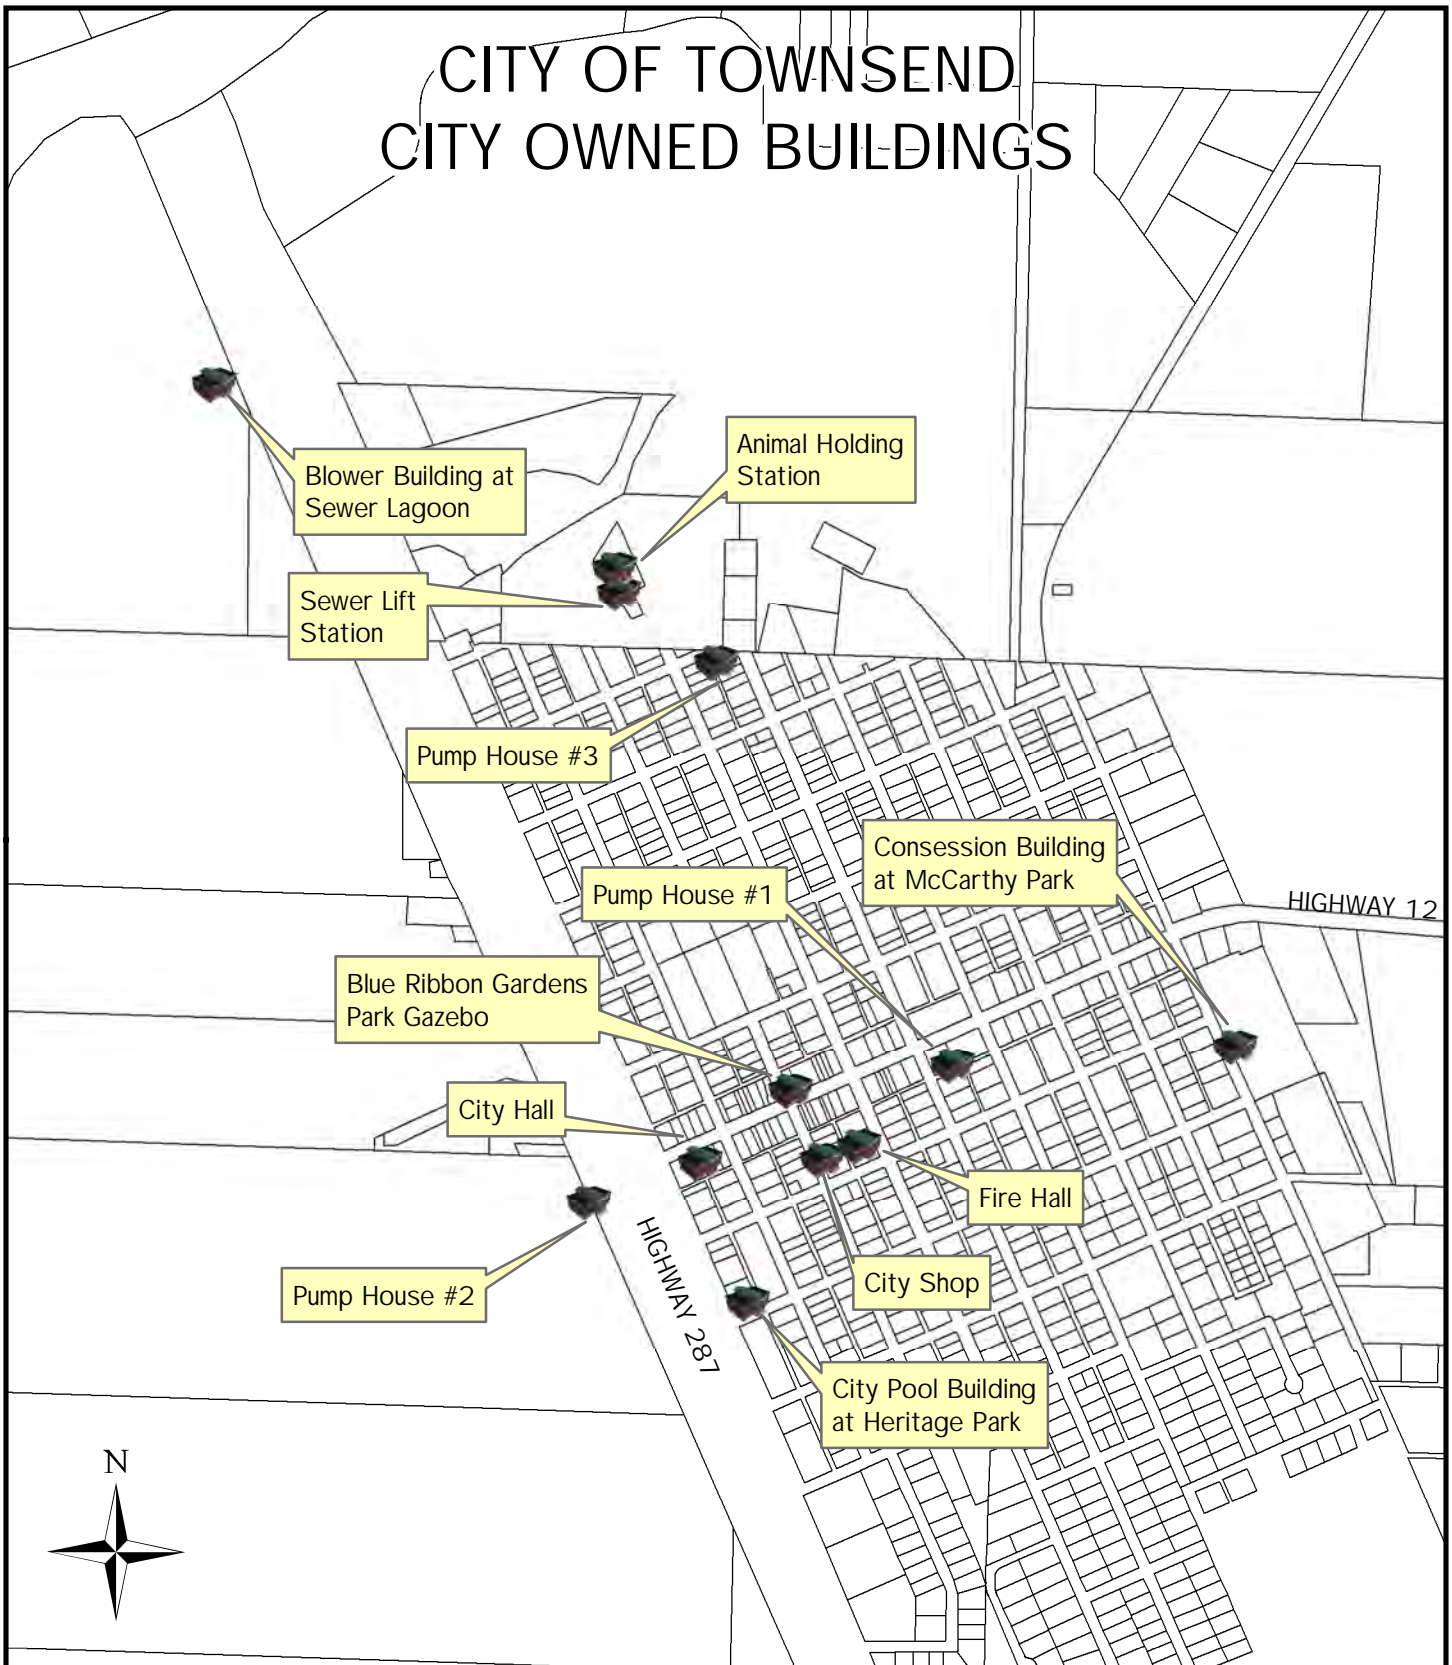 CITY OF TOWNSEND
CITY OWNED BUILDINGS
Animal Holding
Station
Blower Building at
Sewer Lagoon
Sewer Lift
Station
Pump House #3
Consession Building
at McCarthy Park
Pump House #1
HIGHWAY 12
Blue Ribbon Gardens
Park Gazebo
City Hall
Fire Hall
HIGHWAY 287
City Shop
Pump House #2
City Pool Building
at Heritage Park
N